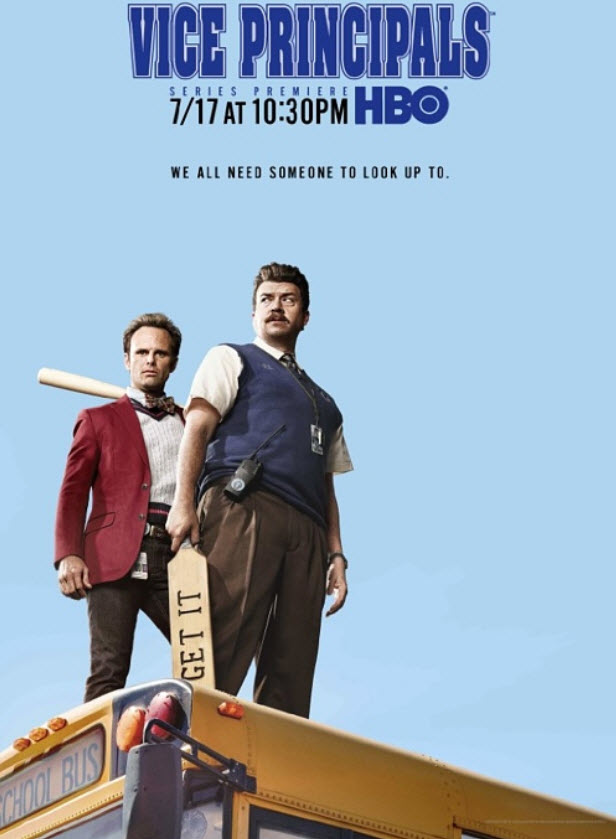 VICE PRINCIPALS
SERIES PREMIERE
7/17 AT 10:30PM HBO
WE ALL NEED SOMEONE TO LOOK UP TO.
GET IT
SCHOOL BUS